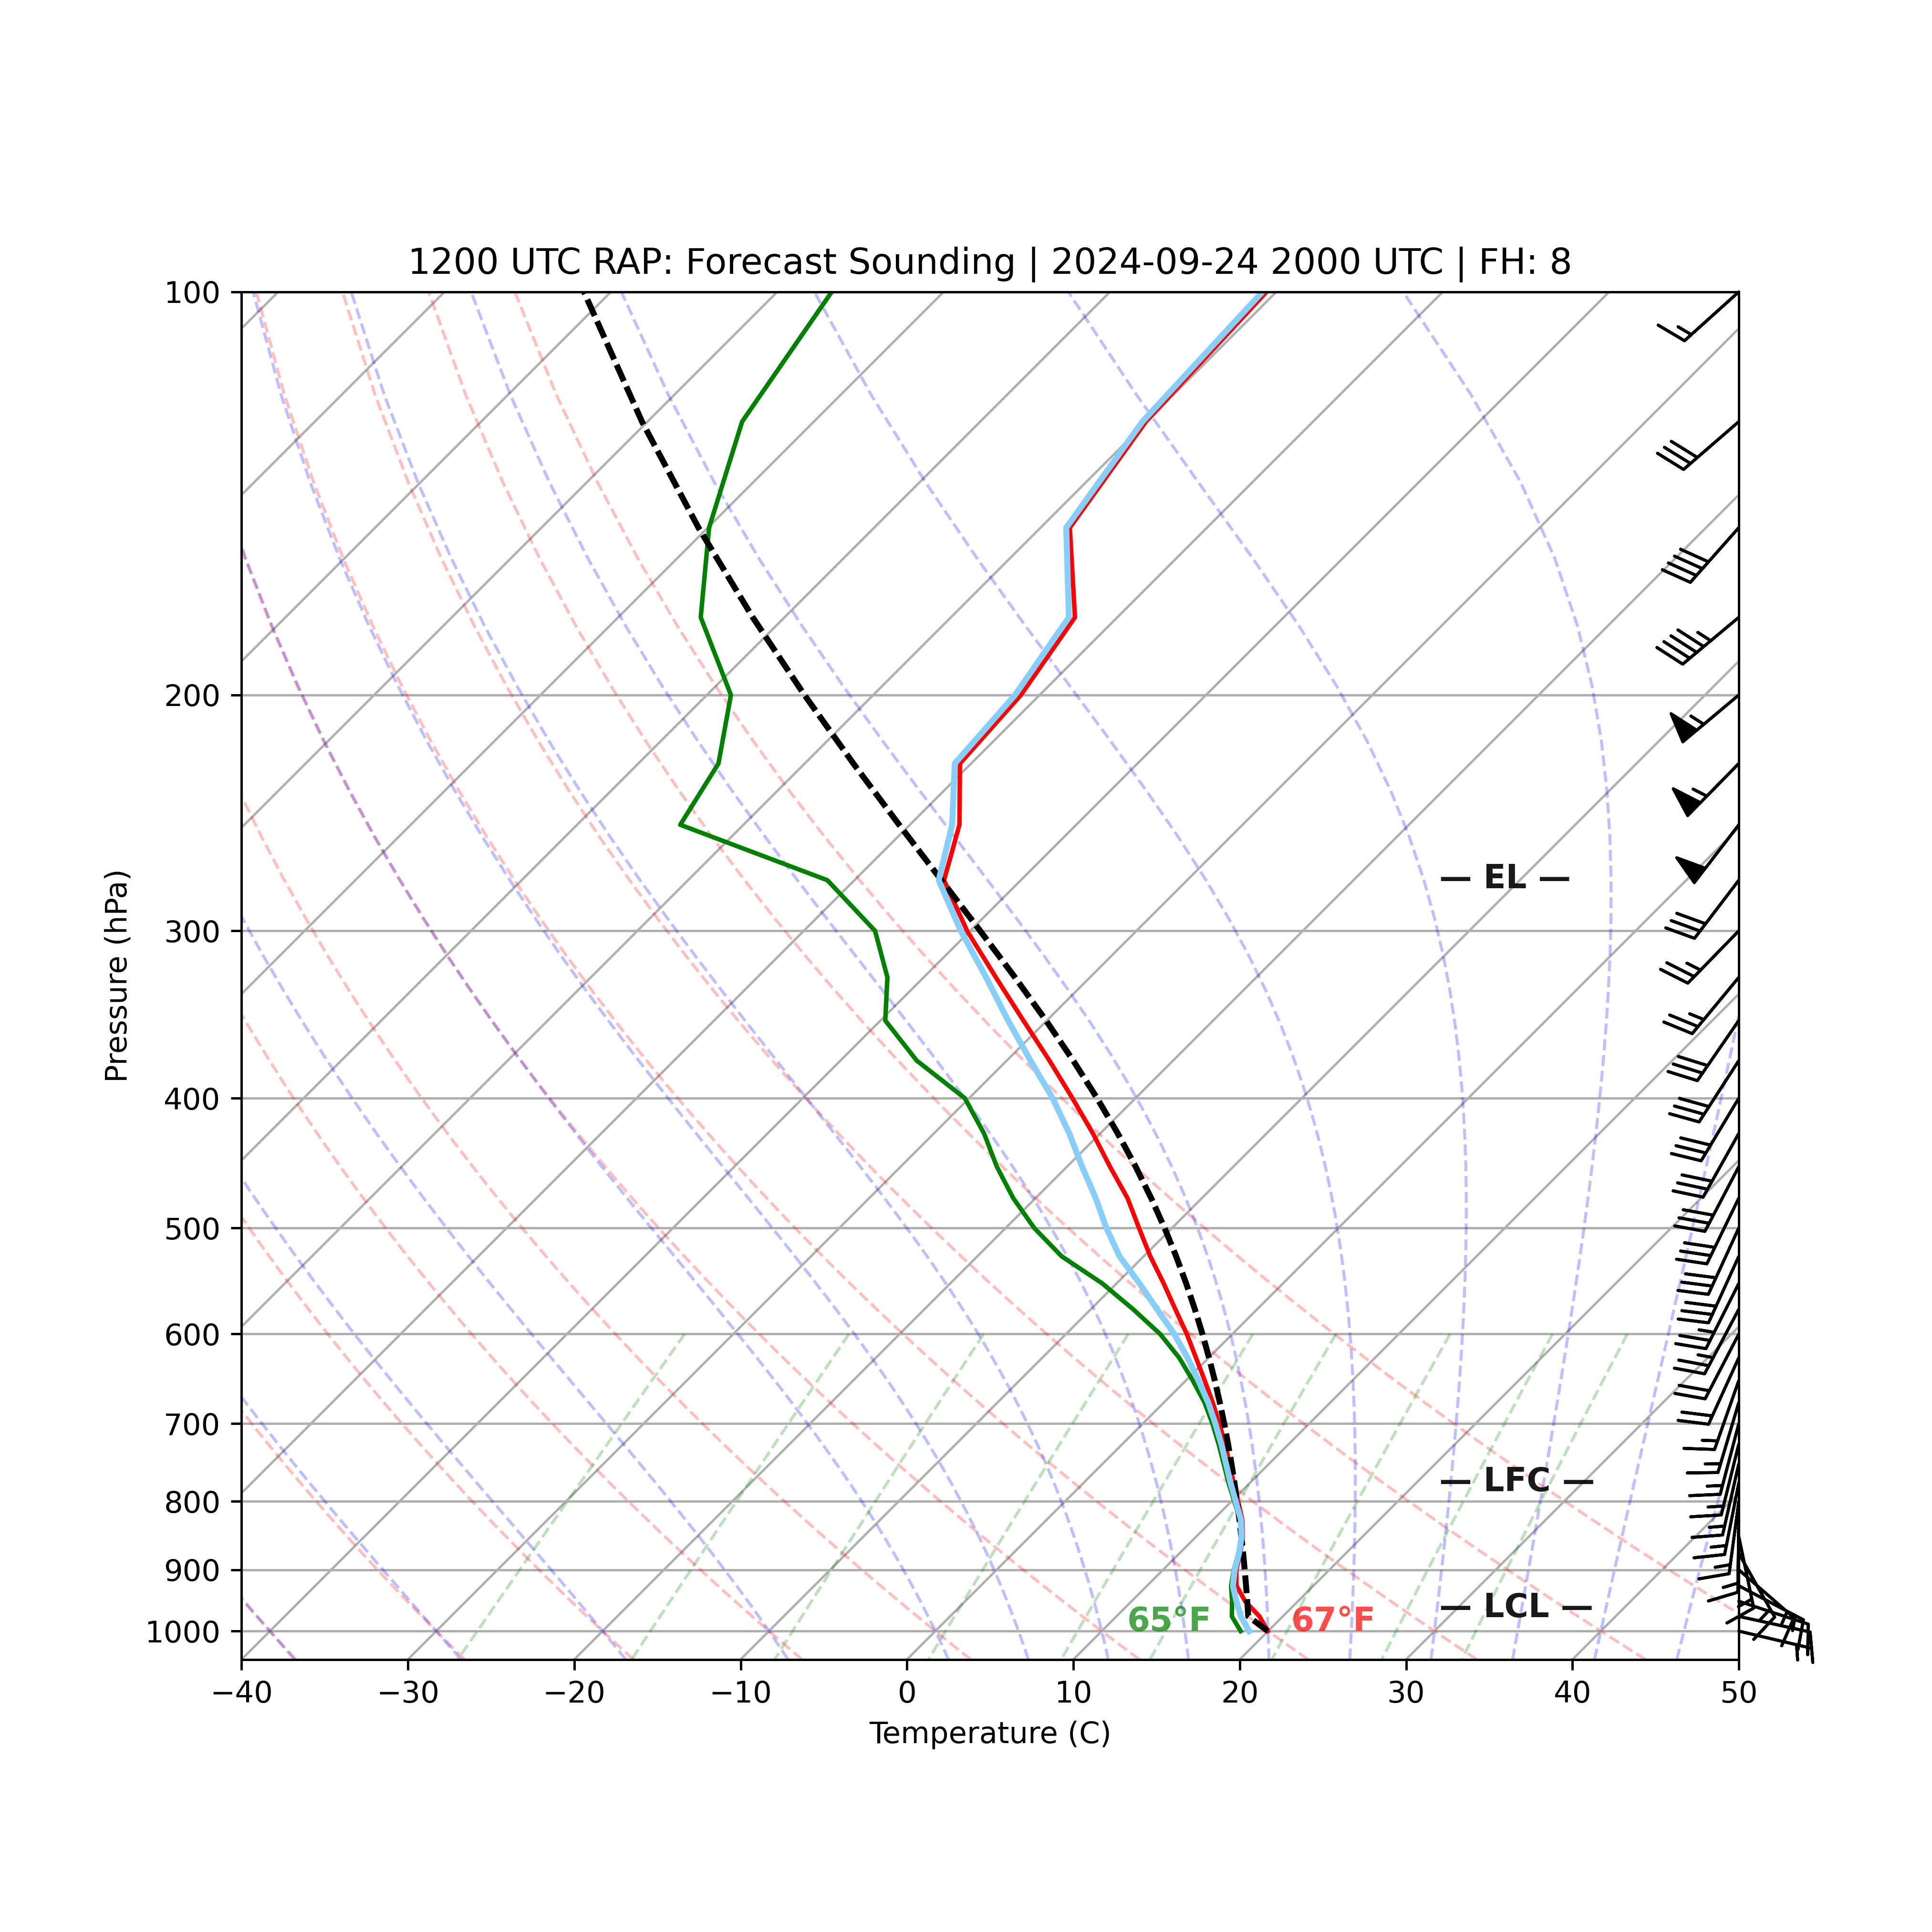 1200 UTC RAP: Forecast Sounding | 2024-09-24 2000 UTC | FH: 8
100
200
300
400
500
600
700
800
900
1000
Pressure (hPa)
— EL —
— LFC —
— LCL —
65°F
67°F
−40
−30
−20
−10
0
10
20
30
40
50
Temperature (C)